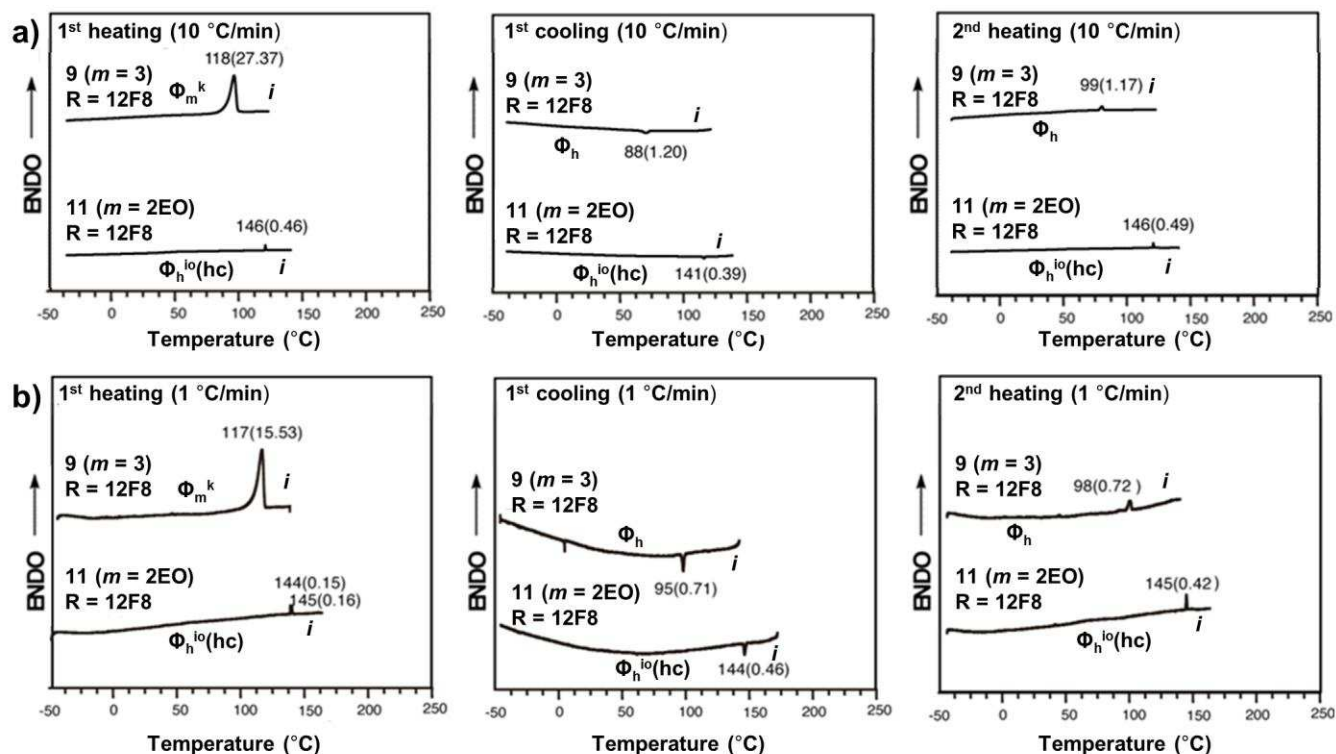 a)
1st heating (10 °C/min)
118(27.37)
9 (m = 3)
R = 12F8
Φmk
i
11 (m = 2EO)
R = 12F8
146(0.46)
Φhio(hc)
i
ENDO
-50 0 50 100 150 200 250
Temperature (°C)
1st cooling (10 °C/min)
9 (m = 3)
R = 12F8
i
Φh
88(1.20)
11 (m = 2EO)
R = 12F8
i
Φhio(hc)
141(0.39)
ENDO
-50 0 50 100 150 200 250
Temperature (°C)
2nd heating (10 °C/min)
9 (m = 3)
R = 12F8
99(1.17)
i
Φh
11 (m = 2EO)
R = 12F8
146(0.49)
Φhio(hc)
i
ENDO
-50 0 50 100 150 200 250
Temperature (°C)
b)
1st heating (1 °C/min)
117(15.53)
9 (m = 3)
R = 12F8
Φmk
i
11 (m = 2EO)
R = 12F8
144(0.15)
145(0.16)
Φhio(hc)
i
ENDO
-50 0 50 100 150 200 250
Temperature (°C)
1st cooling (1 °C/min)
9 (m = 3)
R = 12F8
Φh
i
95(0.71)
11 (m = 2EO)
R = 12F8
i
Φhio(hc)
144(0.46)
ENDO
-50 0 50 100 150 200 250
Temperature (°C)
2nd heating (1 °C/min)
9 (m = 3)
R = 12F8
98(0.72 )
i
Φh
11 (m = 2EO)
R = 12F8
145(0.42)
Φhio(hc)
i
ENDO
-50 0 50 100 150 200 250
Temperature (°C)